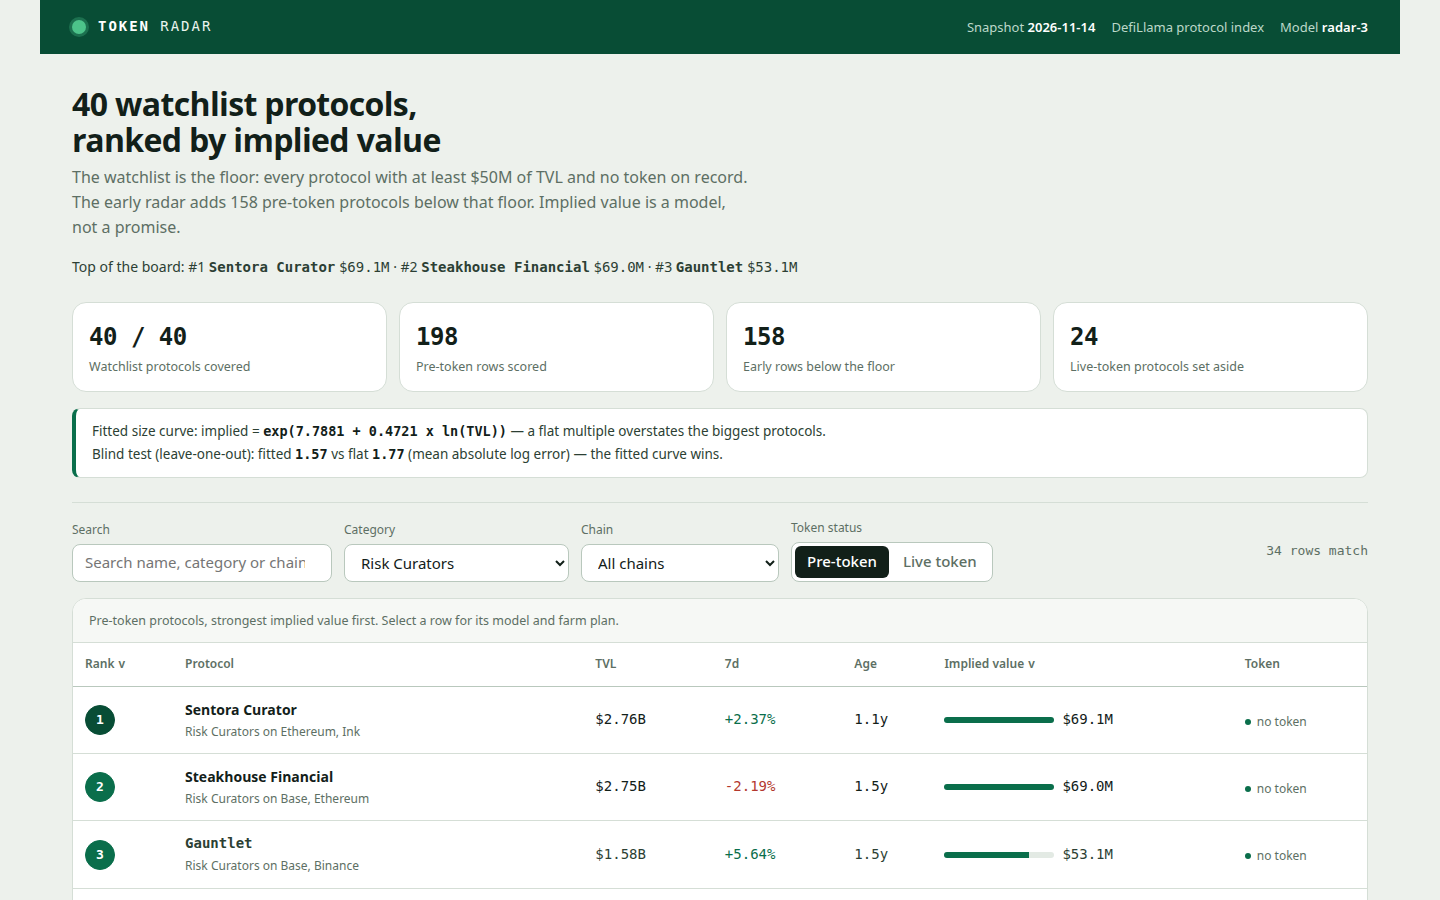 TOKEN RADAR
Snapshot 2026-11-14 DefiLlama protocol index Model radar-3
40 watchlist protocols,
ranked by implied value
The watchlist is the floor: every protocol with at least $50M of TVL and no token on record.
The early radar adds 158 pre-token protocols below that floor. Implied value is a model,
not a promise.
Top of the board: #1 Sentora Curator $69.1M · #2 Steakhouse Financial $69.0M · #3 Gauntlet $53.1M
40 / 40
Watchlist protocols covered
198
Pre-token rows scored
158
Early rows below the floor
24
Live-token protocols set aside
Fitted size curve: implied = exp(7.7881 + 0.4721 x ln(TVL)) — a flat multiple overstates the biggest protocols.
Blind test (leave-one-out): fitted 1.57 vs flat 1.77 (mean absolute log error) — the fitted curve wins.
Search
Search name, category or chain
Category
Risk Curators
Chain
All chains
Token status
Pre-token Live token
34 rows match
Pre-token protocols, strongest implied value first. Select a row for its model and farm plan.
Rank v Protocol TVL 7d Age Implied value v Token
1 Sentora Curator $2.76B +2.37% 1.1y $69.1M no token
Risk Curators on Ethereum, Ink
2 Steakhouse Financial $2.75B -2.19% 1.5y $69.0M no token
Risk Curators on Base, Ethereum
3 Gauntlet $1.58B +5.64% 1.5y $53.1M no token
Risk Curators on Base, Binance